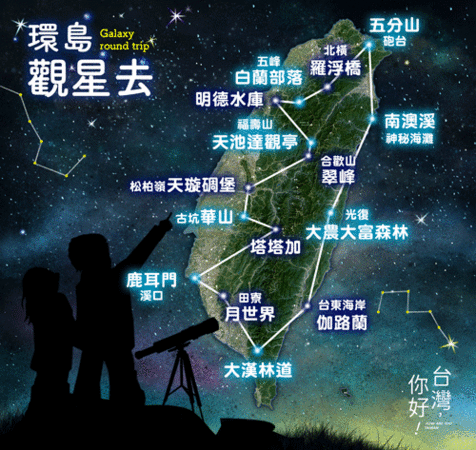 環島
Galaxy
round trip
觀星去
五分山
砲台
北橫
羅浮橋
五峰
白蘭部落
明德水庫
南澳溪
神秘海灘
福壽山
天池達觀亭
合歡山
翠峰
松柏嶺 天璇碉堡
古坑 華山
光復
大農大富森林
塔塔加
鹿耳門
溪口
田寮
月世界
台東海岸
伽路蘭
大漢林道
台灣，
你好！